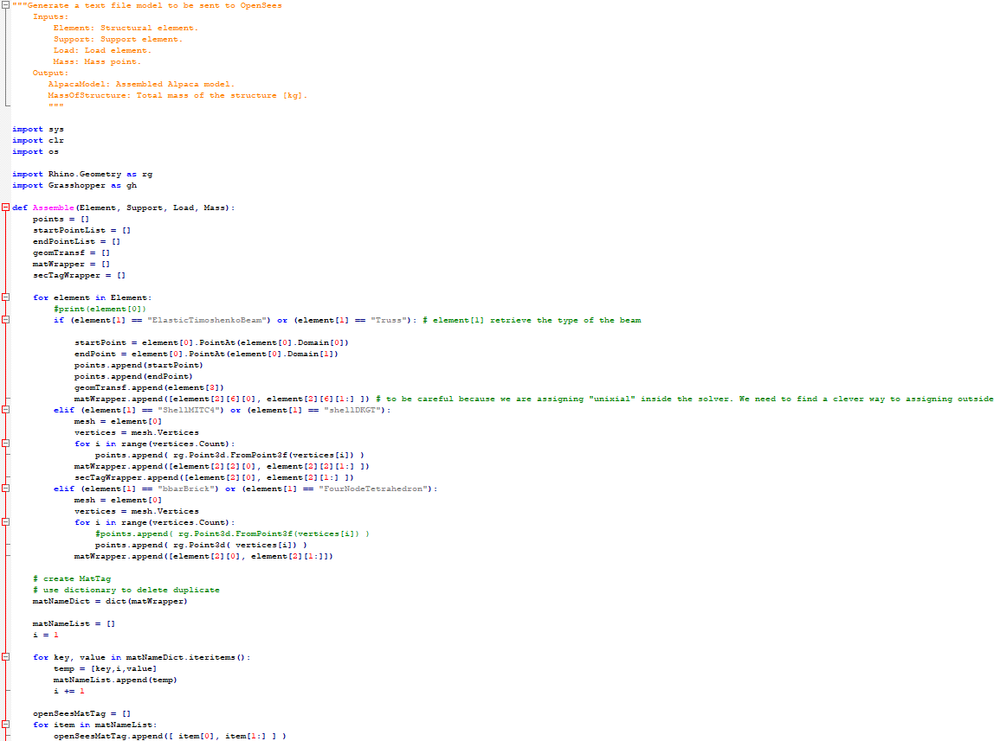 """Generate a text file model to be sent to OpenSees
    Inputs:
        Element: Structural element.
        Support: Support element.
        Load: Load element.
        Mass: Mass point.
    Output:
       AlpacaModel: Assembled Alpaca model.
       MassOfStructure: Total mass of the structure [kg].
       """

import sys
import clr
import os

import Rhino.Geometry as rg
import Grasshopper as gh

def Assemble(Element, Support, Load, Mass):
    points = []
    startPointList = []
    endPointList = []
    geomTransf = []
    matWrapper = []
    secTagWrapper = []

    for element in Element:
        #print(element[0])
        if (element[1] == "ElasticTimoshenkoBeam") or (element[1] == "Truss"): # element[1] retrieve the type of the beam

            startPoint = element[0].PointAt(element[0].Domain[0])
            endPoint = element[0].PointAt(element[0].Domain[1])
            points.append(startPoint)
            points.append(endPoint)
            geomTransf.append(element[3])
            matWrapper.append([element[2][6][0], element[2][6][1:] ]) # to be careful because we are assigning "unixial" inside the solver. We need to find a clever way to assigning outside
        elif (element[1] == "ShellMITC4") or (element[1] == "shellDKGT"):
            mesh = element[0]
            vertices = mesh.Vertices
            for i in range(vertices.Count):
                points.append( rg.Point3d.FromPoint3f(vertices[i]) )
            matWrapper.append([element[2][2][0], element[2][2][1:] ])
            secTagWrapper.append([element[2][0], element[2][1:] ])
        elif (element[1] == "bbarBrick") or (element[1] == "FourNodeTetrahedron"):
            mesh = element[0]
            vertices = mesh.Vertices
            for i in range(vertices.Count):
                #points.append( rg.Point3d.FromPoint3f(vertices[i]) )
                points.append( rg.Point3d( vertices[i]) )
            matWrapper.append([element[2][0], element[2][1:]])

    # create MatTag
    # use dictionary to delete duplicate
    matNameDict = dict(matWrapper)

    matNameList = []
    i = 1

    for key, value in matNameDict.iteritems():
        temp = [key,i,value]
        matNameList.append(temp)
        i += 1

    openSeesMatTag = []
    for item in matNameList:
        openSeesMatTag.append([ item[0], item[1:] ] )